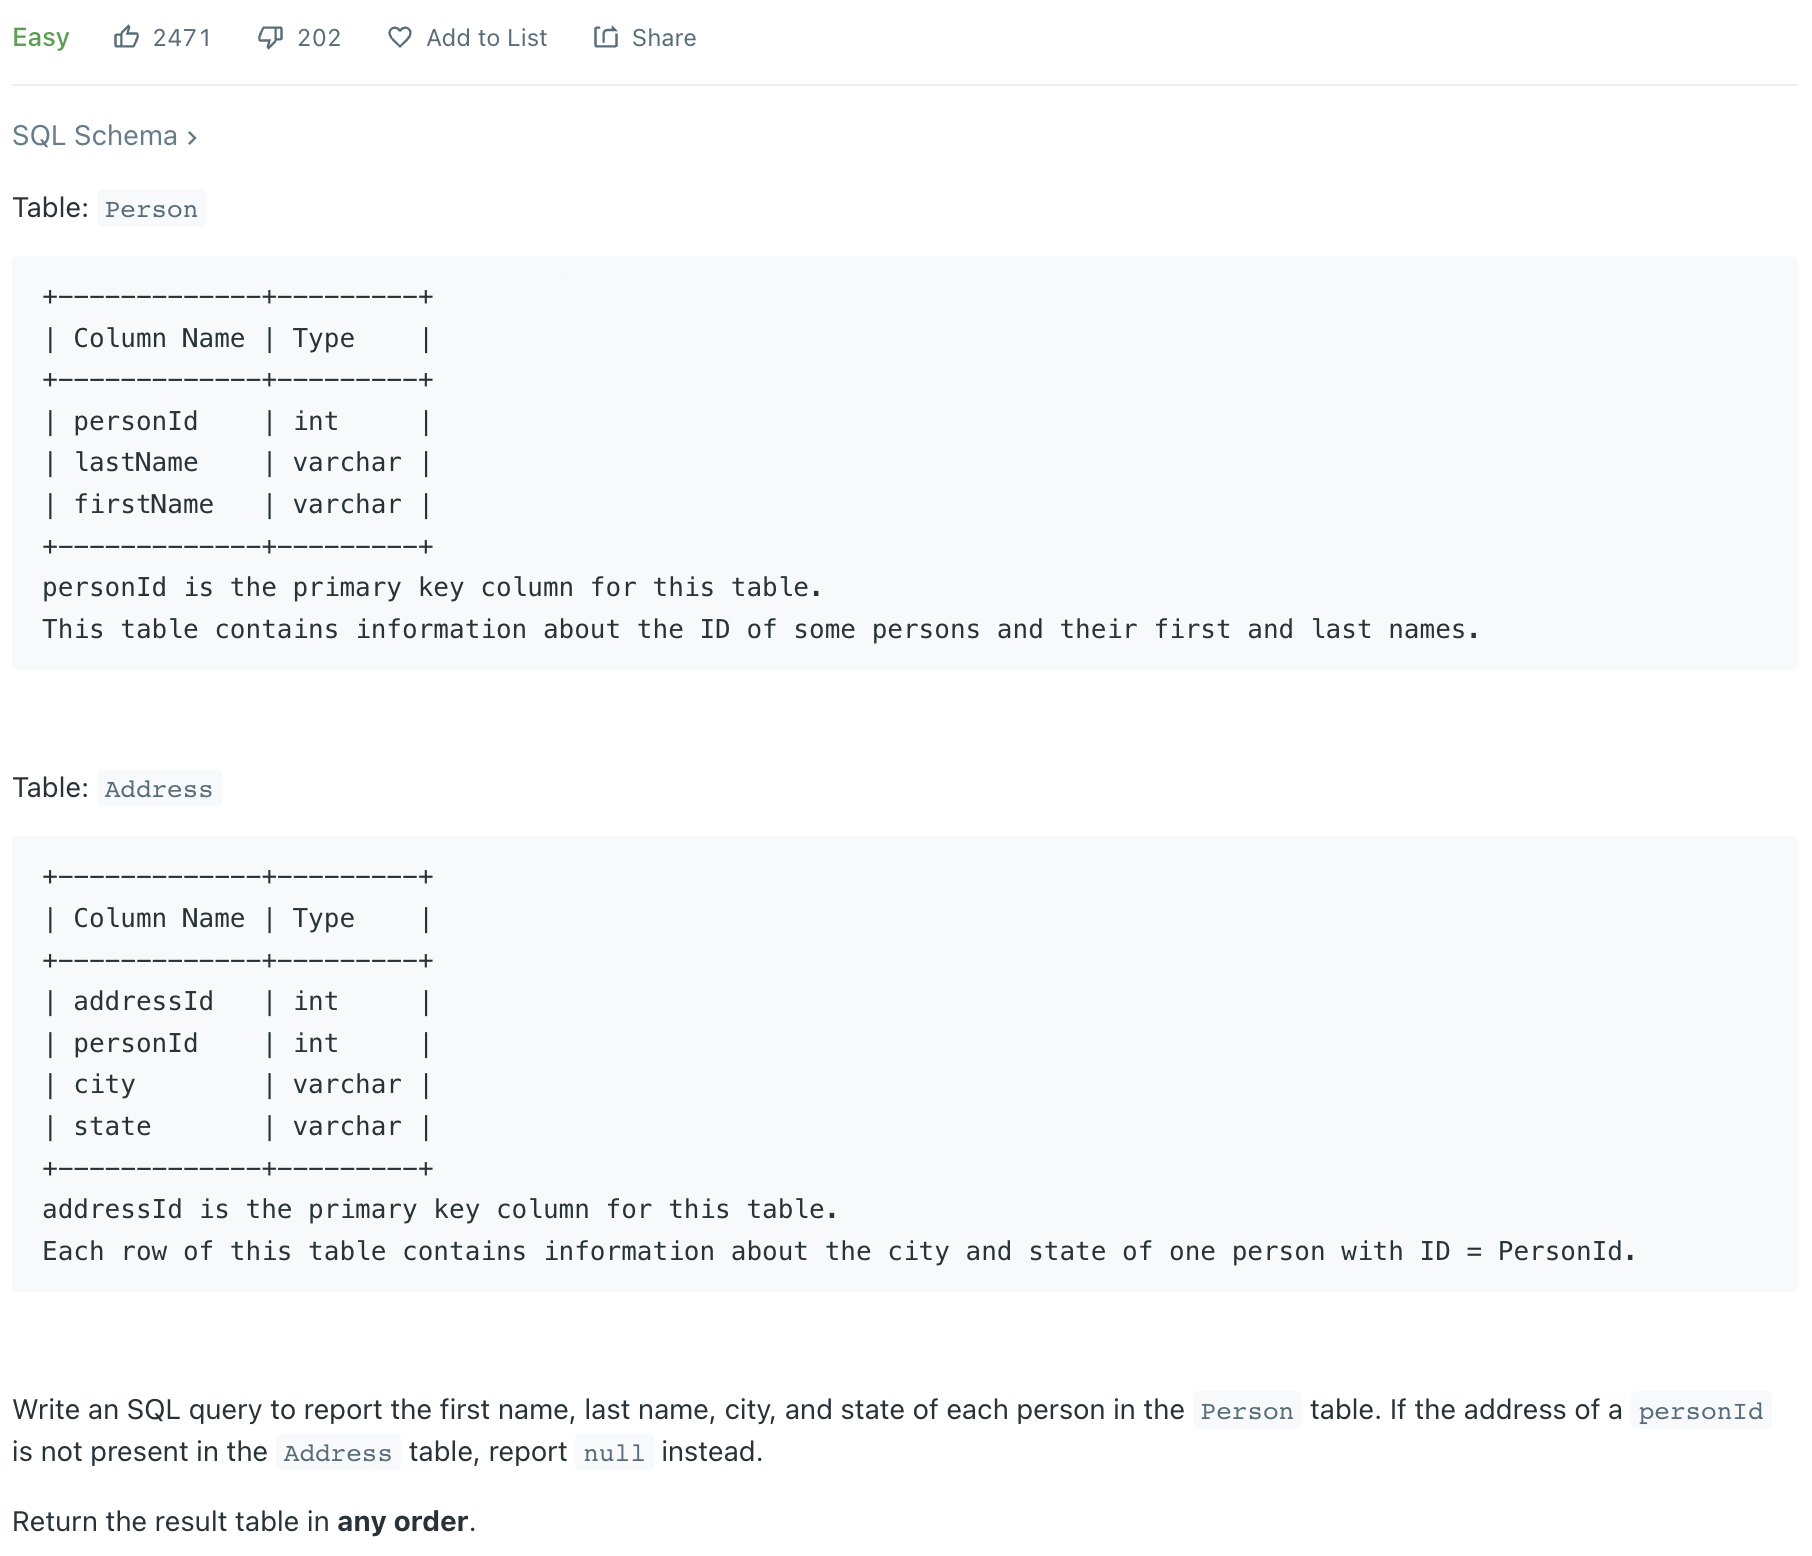 Easy 2471 202 Add to List Share
SQL Schema >
Table: Person
+-------------+---------+
| Column Name | Type    |
+-------------+---------+
| personId    | int     |
| lastName    | varchar |
| firstName   | varchar |
+-------------+---------+
personId is the primary key column for this table.
This table contains information about the ID of some persons and their first and last names.
Table: Address
+-------------+---------+
| Column Name | Type    |
+-------------+---------+
| addressId   | int     |
| personId    | int     |
| city        | varchar |
| state       | varchar |
+-------------+---------+
addressId is the primary key column for this table.
Each row of this table contains information about the city and state of one person with ID = PersonId.
Write an SQL query to report the first name, last name, city, and state of each person in the Person table. If the address of a personId
is not present in the Address table, report null instead.
Return the result table in any order.